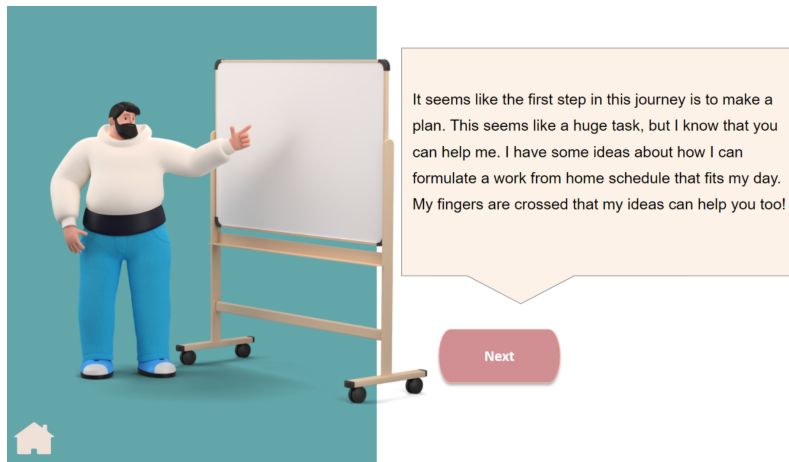 It seems like the first step in this journey is to make a
plan. This seems like a huge task, but I know that you
can help me. I have some ideas about how I can
formulate a work from home schedule that fits my day.
My fingers are crossed that my ideas can help you too!
Next